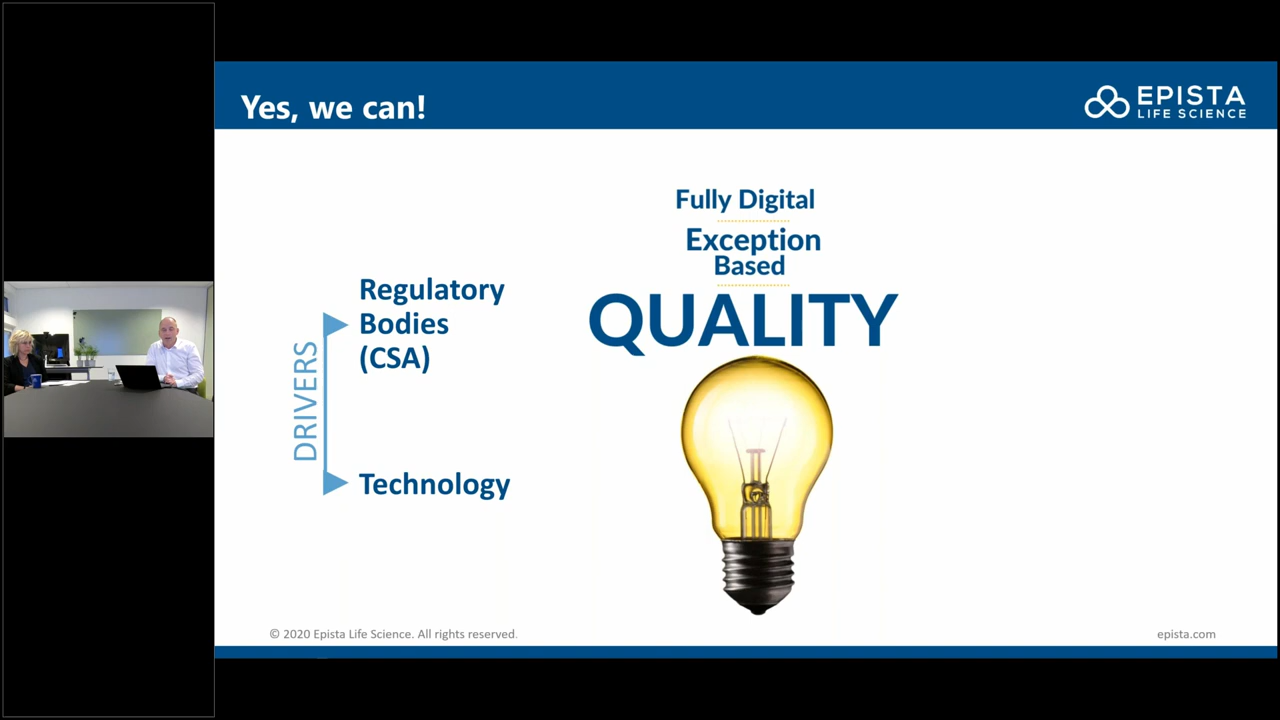 Yes, we can!
EPISTA
LIFE SCIENCE
Fully Digital
Exception
Based
QUALITY
DRIVERS
Regulatory
Bodies
(CSA)
Technology
© 2020 Epista Life Science. All rights reserved.
epista.com